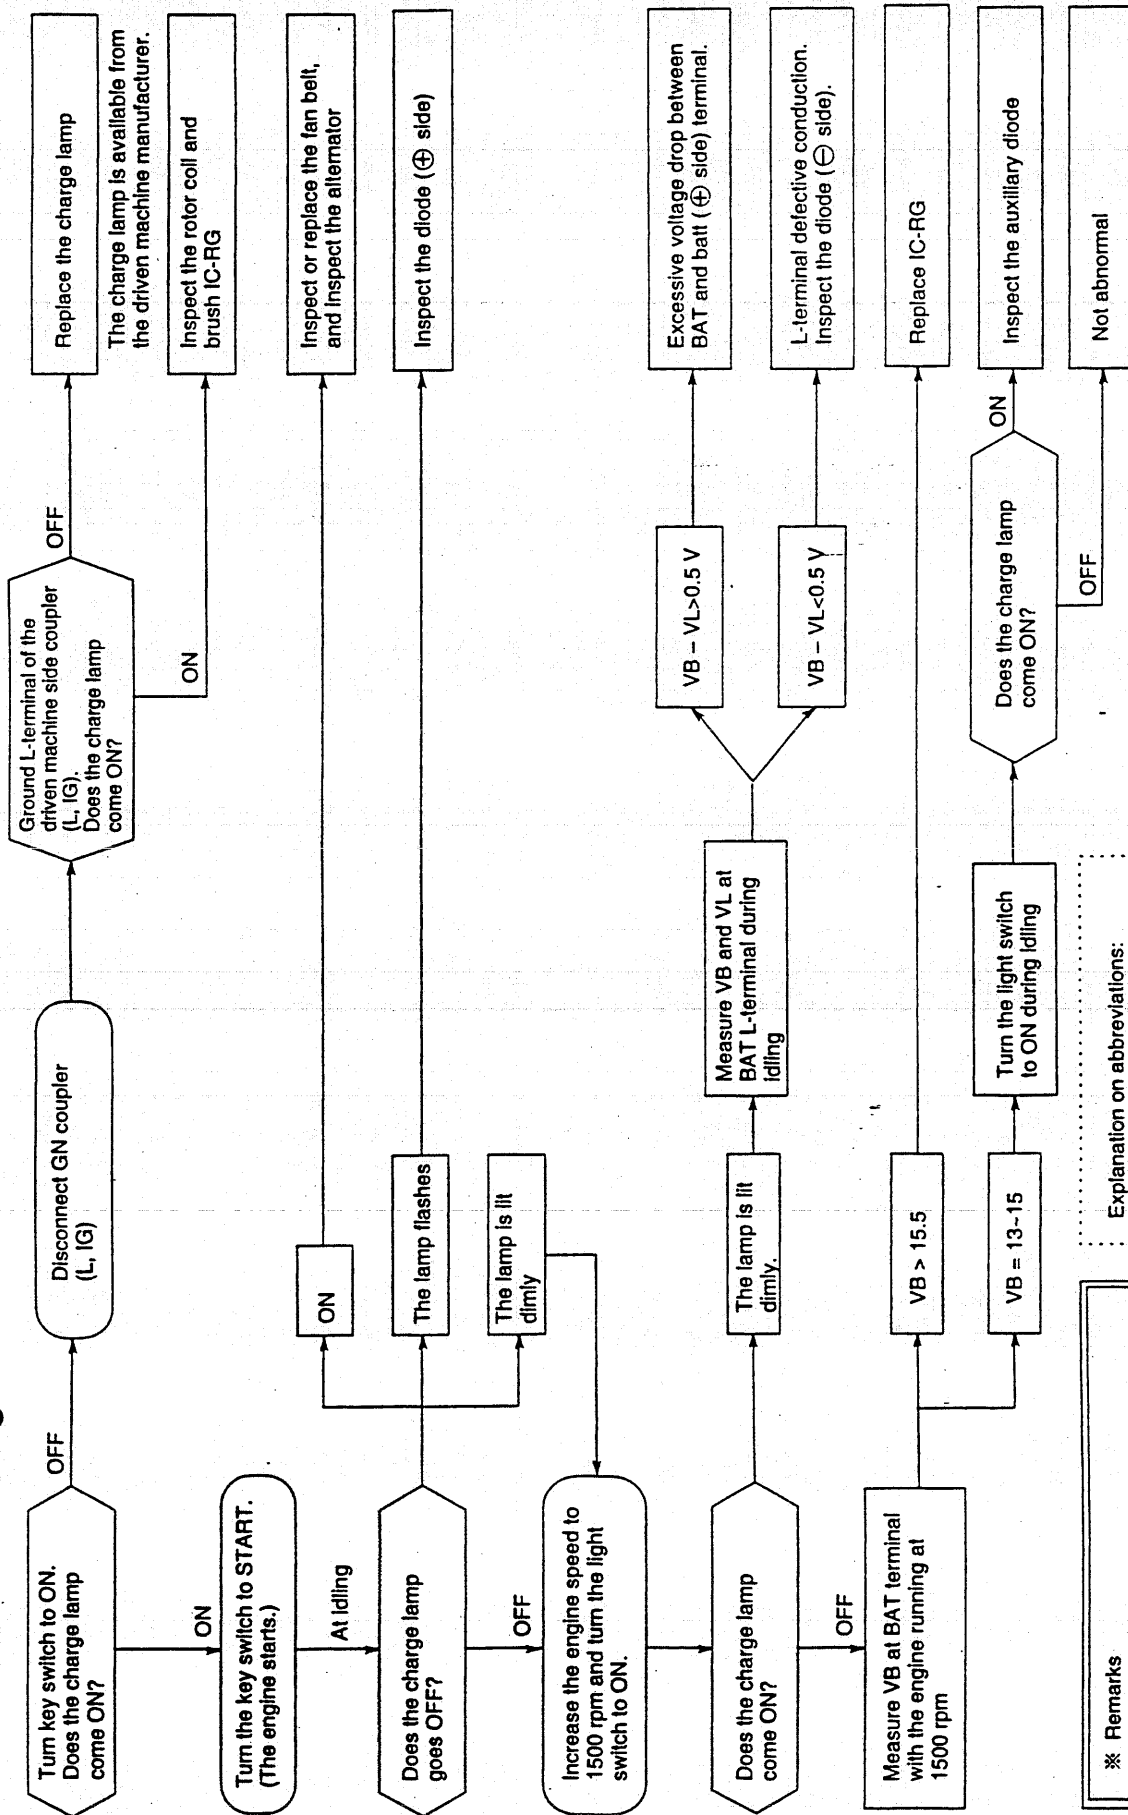 Turn key switch to ON.
Does the charge lamp
come ON?
OFF
Disconnect GN coupler
(L, IG)
Ground L-terminal of the
driven machine side coupler
(L, IG).
Does the charge lamp
come ON?
OFF
Replace the charge lamp
The charge lamp is available from
the driven machine manufacturer.
ON
Inspect the rotor coil and
brush IC-RG
ON
Turn the key switch to START.
(The engine starts.)
At idling
Does the charge lamp
goes OFF?
ON
Inspect or replace the fan belt,
and inspect the alternator
The lamp flashes
Inspect the diode (⊕ side)
The lamp is lit
dimly
OFF
Increase the engine speed to
1500 rpm and turn the light
switch to ON.
Does the charge lamp
come ON?
The lamp is lit
dimly.
Measure VB and VL at
BAT L-terminal during
idling
VB – VL>0.5 V
Excessive voltage drop between
BAT and batt (⊕ side) terminal.
VB – VL<0.5 V
L-terminal defective conduction.
Inspect the diode (⊖ side).
OFF
Measure VB at BAT terminal
with the engine running at
1500 rpm
VB > 15.5
Replace IC-RG
VB = 13~15
Turn the light switch
to ON during idling
Does the charge lamp
come ON?
ON
Inspect the auxiliary diode
OFF
Not abnormal
※ Remarks
Explanation on abbreviations: